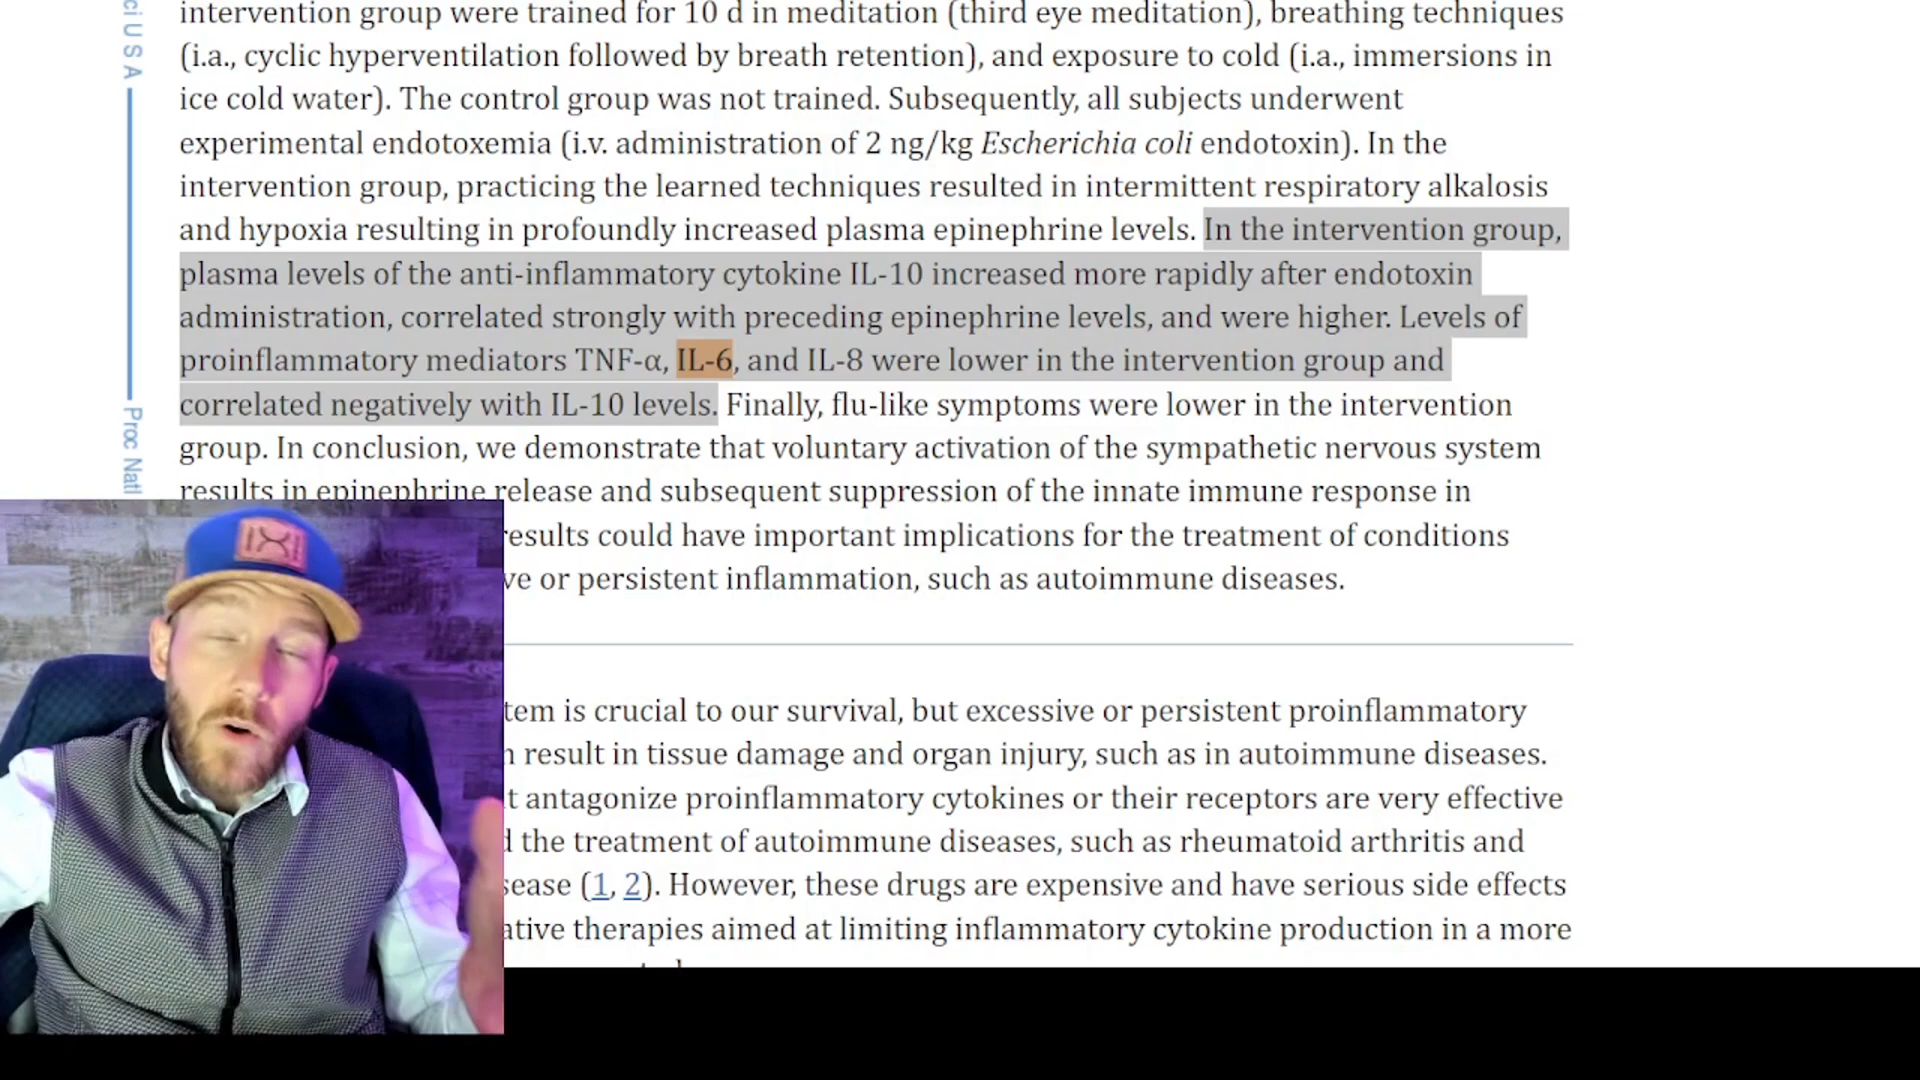 intervention group were trained for 10 d in meditation (third eye meditation), breathing techniques
(i.a., cyclic hyperventilation followed by breath retention), and exposure to cold (i.a., immersions in
ice cold water). The control group was not trained. Subsequently, all subjects underwent
experimental endotoxemia (i.v. administration of 2 ng/kg Escherichia coli endotoxin). In the
intervention group, practicing the learned techniques resulted in intermittent respiratory alkalosis
and hypoxia resulting in profoundly increased plasma epinephrine levels. In the intervention group,
plasma levels of the anti-inflammatory cytokine IL-10 increased more rapidly after endotoxin
administration, correlated strongly with preceding epinephrine levels, and were higher. Levels of
proinflammatory mediators TNF-α, IL-6, and IL-8 were lower in the intervention group and
correlated negatively with IL-10 levels. Finally, flu-like symptoms were lower in the intervention
group. In conclusion, we demonstrate that voluntary activation of the sympathetic nervous system
results in epinephrine release and subsequent suppression of the innate immune response in
results could have important implications for the treatment of conditions
ve or persistent inflammation, such as autoimmune diseases.
tem is crucial to our survival, but excessive or persistent proinflammatory
n result in tissue damage and organ injury, such as in autoimmune diseases.
t antagonize proinflammatory cytokines or their receptors are very effective
d the treatment of autoimmune diseases, such as rheumatoid arthritis and
sease (1, 2). However, these drugs are expensive and have serious side effects
ative therapies aimed at limiting inflammatory cytokine production in a more
ci U S A
Proc Natl